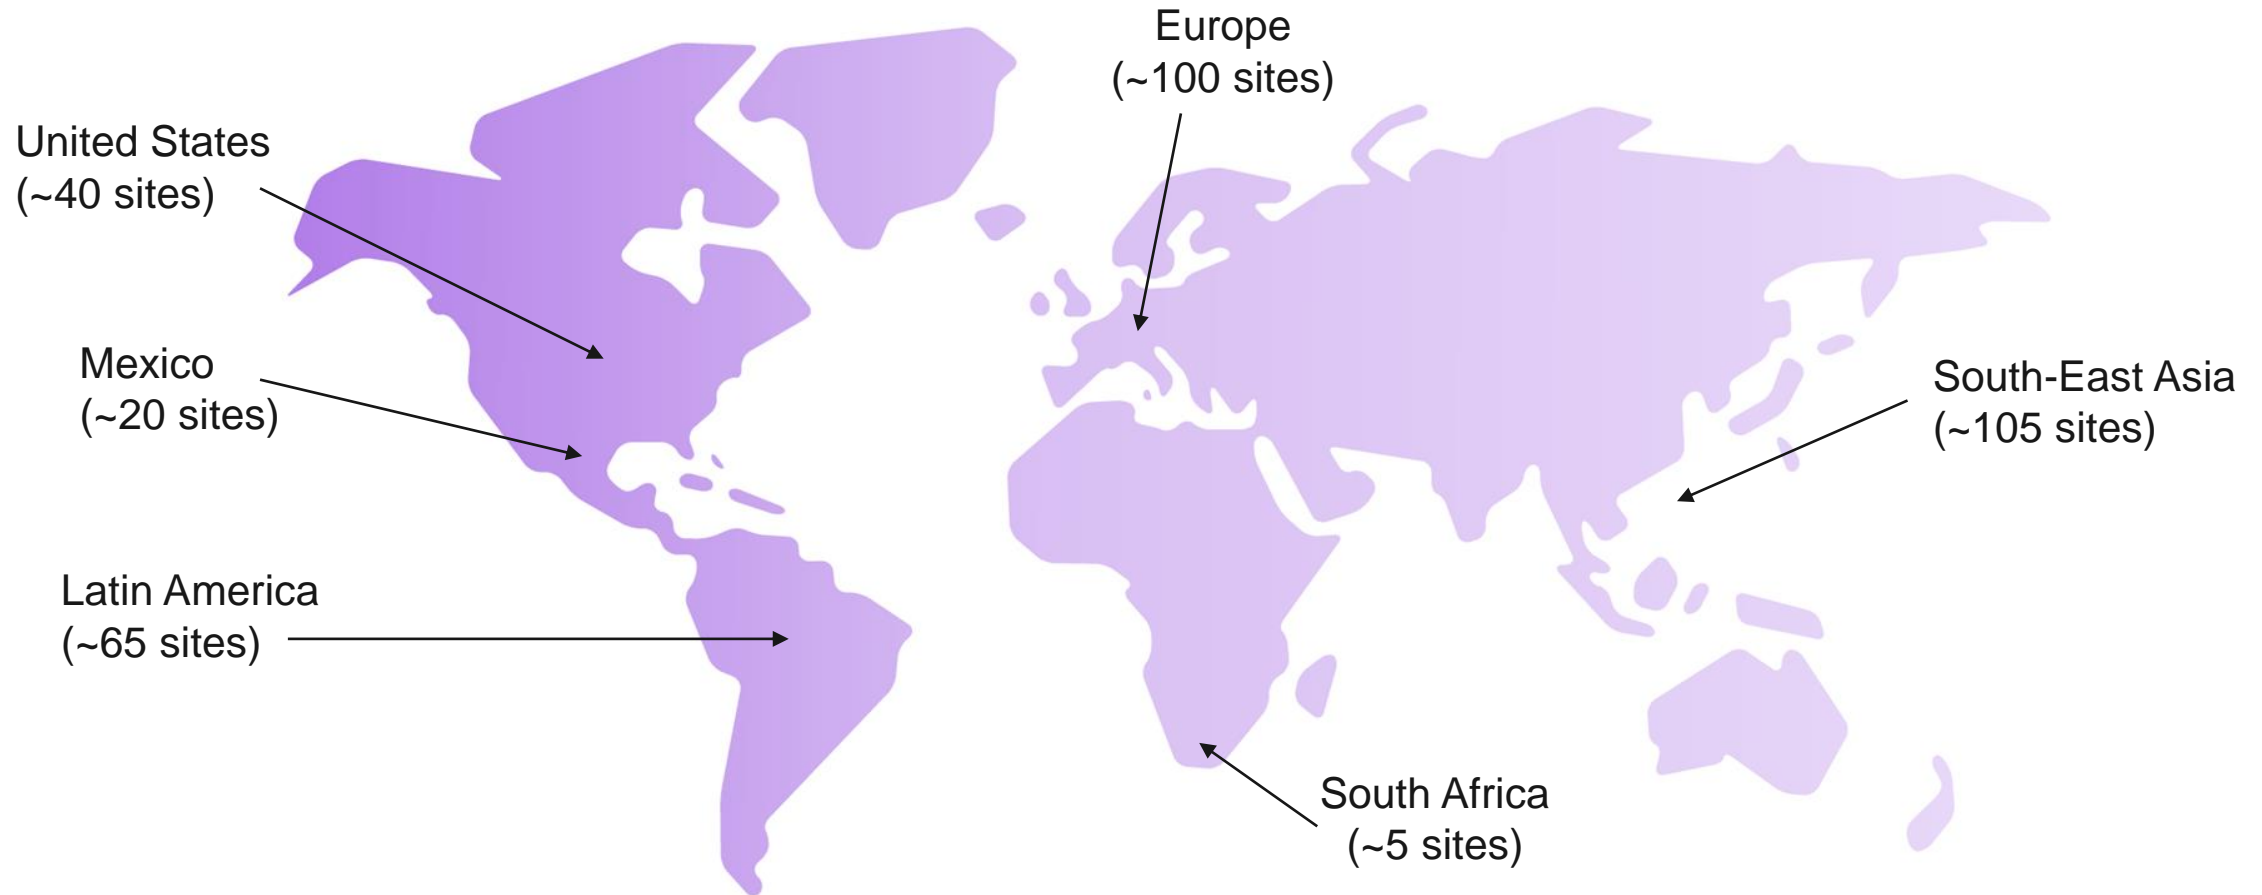 Europe
(~100 sites)
United States
(~40 sites)
Mexico
(~20 sites)
South-East Asia
(~105 sites)
Latin America
(~65 sites)
South Africa
(~5 sites)